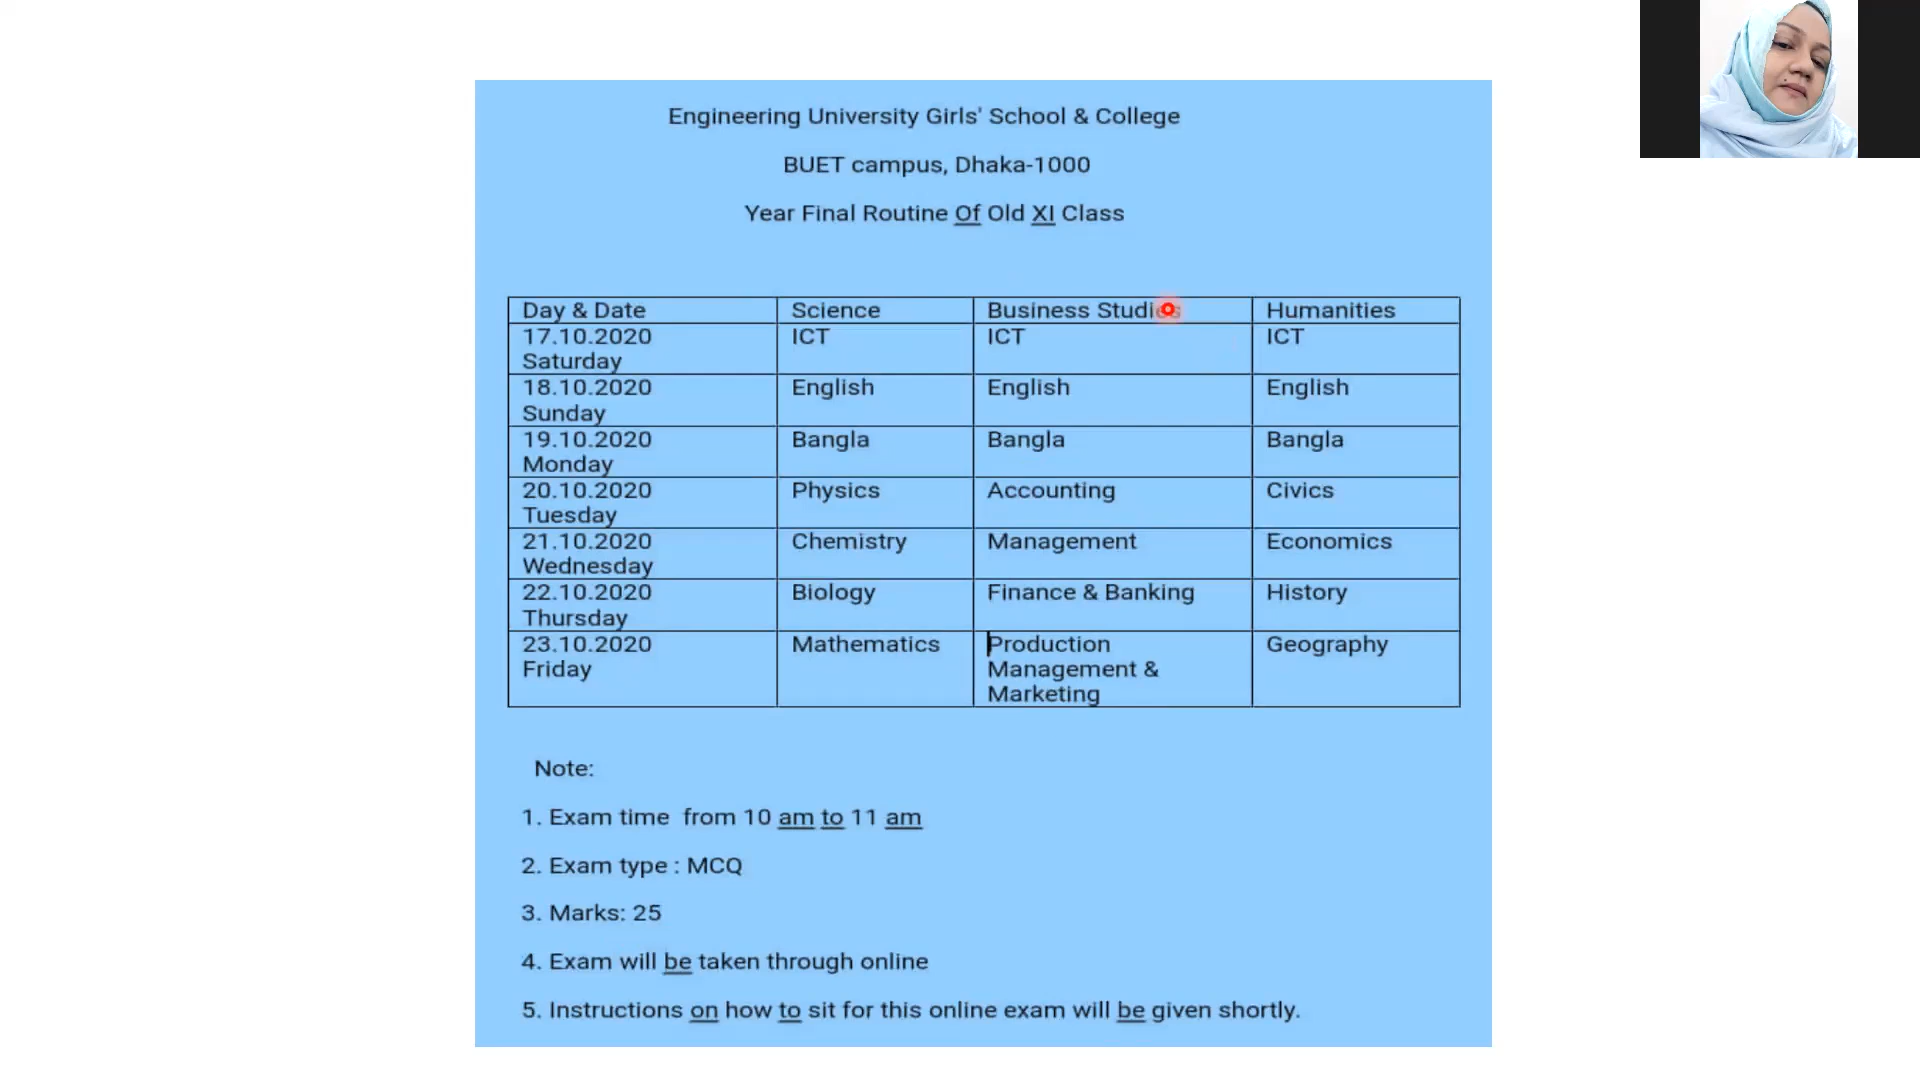 Engineering University Girls' School & College
BUET campus, Dhaka-1000
Year Final Routine Of Old XI Class
Day & Date Science Business Studies Humanities
17.10.2020 ICT ICT ICT
Saturday
18.10.2020 English English English
Sunday
19.10.2020 Bangla Bangla Bangla
Monday
20.10.2020 Physics Accounting Civics
Tuesday
21.10.2020 Chemistry Management Economics
Wednesday
22.10.2020 Biology Finance & Banking History
Thursday
23.10.2020 Mathematics Production Geography
Friday Management &
Marketing
Note:
1. Exam time from 10 am to 11 am
2. Exam type : MCQ
3. Marks: 25
4. Exam will be taken through online
5. Instructions on how to sit for this online exam will be given shortly.